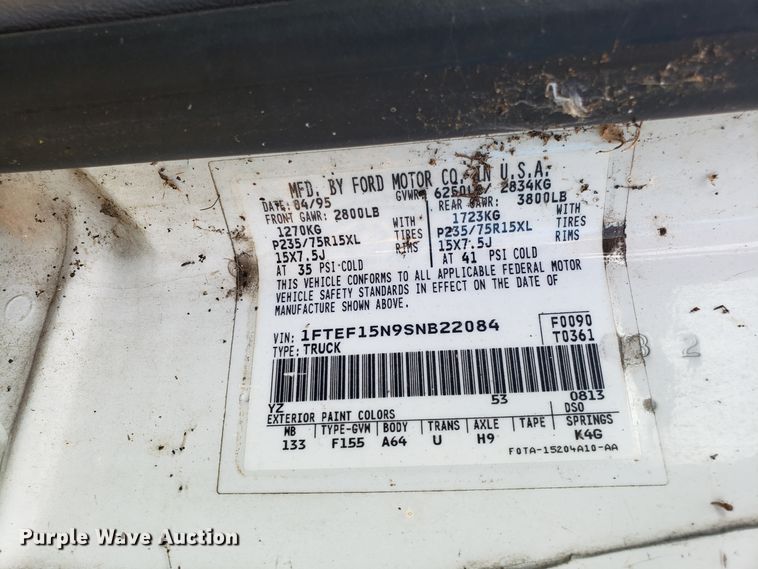 MFD. BY FORD MOTOR CO. IN U.S.A.
DATE: 04/95 GVWR: 6250LB / 2834KG
FRONT GAWR: 2800LB REAR GAWR: 3800LB
1270KG WITH 1723KG WITH
P235/75R15XL TIRES P235/75R15XL TIRES
15X7.5J RIMS 15X7.5J RIMS
AT 35 PSI COLD AT 41 PSI COLD
THIS VEHICLE CONFORMS TO ALL APPLICABLE FEDERAL MOTOR
VEHICLE SAFETY STANDARDS IN EFFECT ON THE DATE OF
MANUFACTURE SHOWN ABOVE.
VIN: 1FTEF15N9SNB22084 F0090
TYPE: TRUCK T0361
YZ 53 0813
EXTERIOR PAINT COLORS DSO
WB TYPE-GVM BODY TRANS AXLE TAPE SPRINGS
133 F155 A64 U H9 K4G
F0TA-15204A10-AA
82
Purple Wave Auction